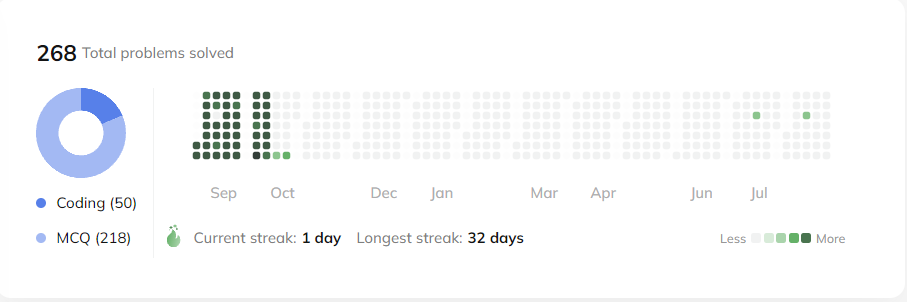 268 Total problems solved
Coding (50)
MCQ (218)
Sep Oct Dec Jan Mar Apr Jun Jul
Current streak: 1 day Longest streak: 32 days
Less More